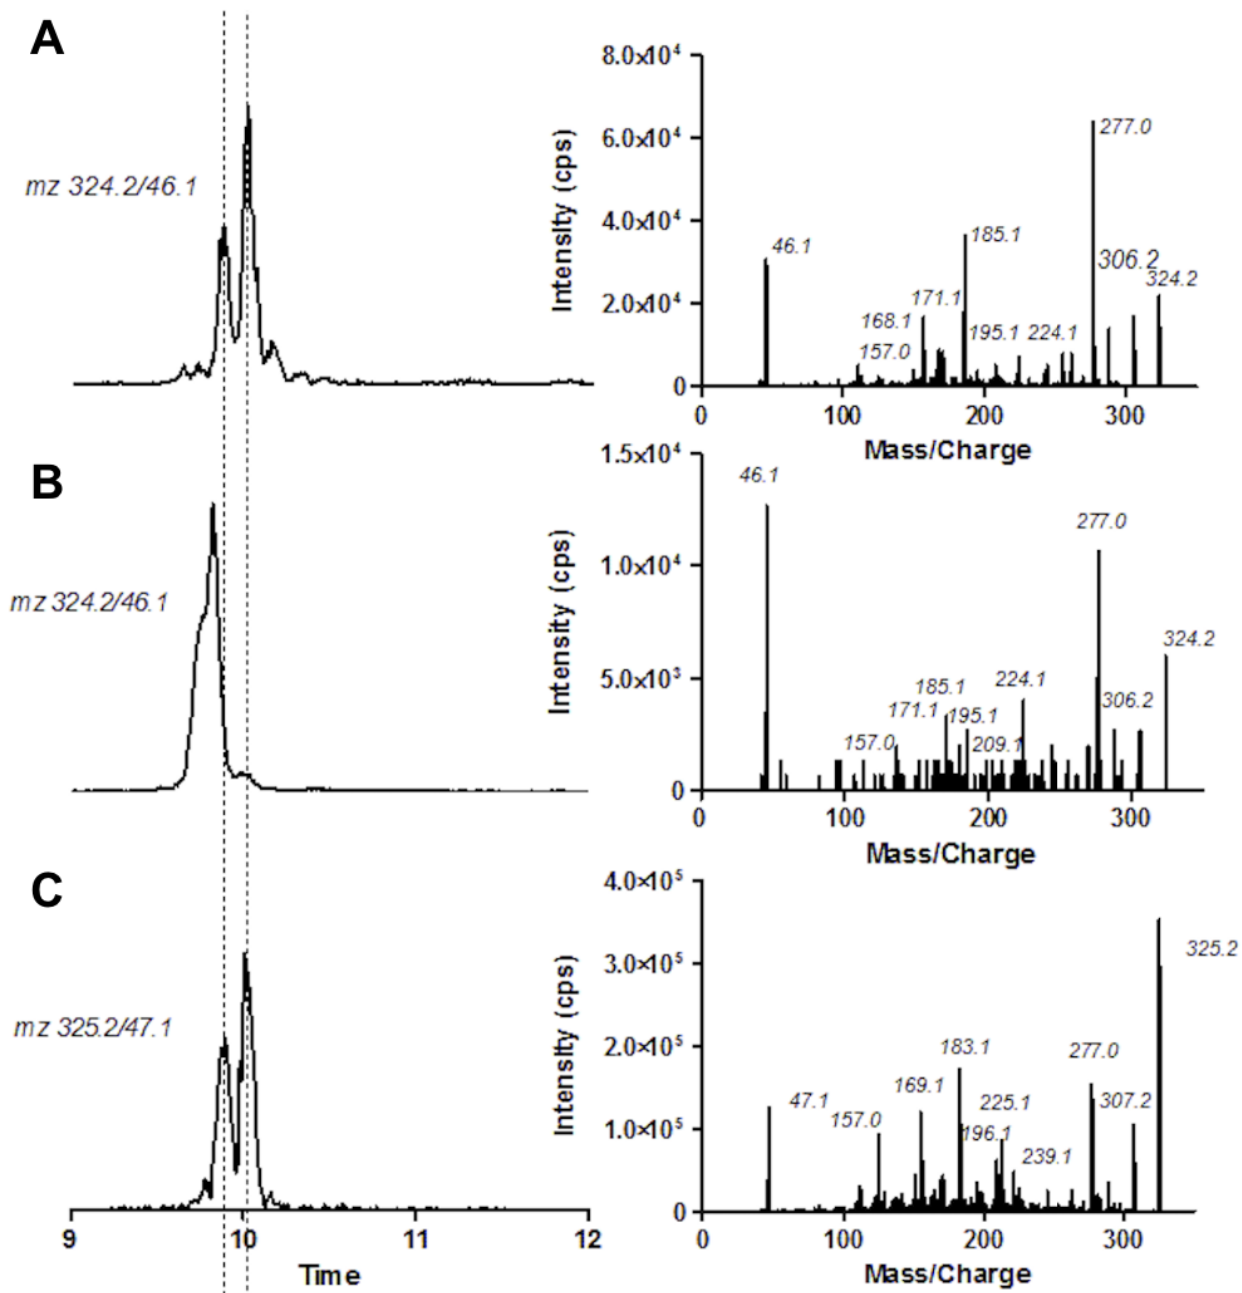 A
mz 324.2/46.1
Intensity (cps)
8.0×10⁴
6.0×10⁴
4.0×10⁴
2.0×10⁴
0
46.1
157.0
168.1
171.1
185.1
195.1
224.1
277.0
306.2
324.2
0 100 200 300
Mass/Charge
B
mz 324.2/46.1
Intensity (cps)
1.5×10⁴
1.0×10⁴
5.0×10³
0
46.1
157.0
171.1
185.1
195.1
209.1
224.1
277.0
306.2
324.2
0 100 200 300
Mass/Charge
C
mz 325.2/47.1
Intensity (cps)
4.0×10⁵
3.0×10⁵
2.0×10⁵
1.0×10⁵
0
47.1
157.0
169.1
183.1
196.1
225.1
239.1
277.0
307.2
325.2
9 10 11 12
Time
0 100 200 300
Mass/Charge